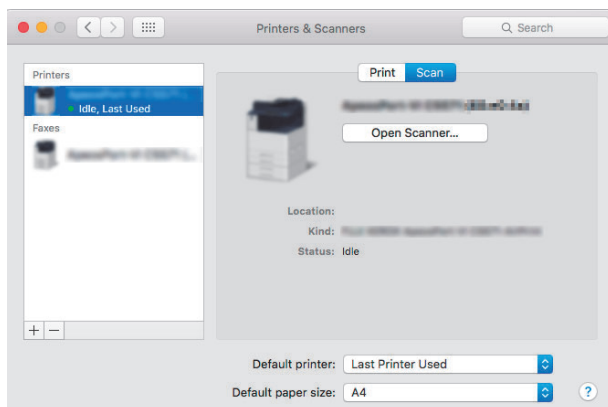 Printers & Scanners
Search
Printers
Idle, Last Used
Faxes
Print Scan
Open Scanner...
Location:
Kind:
Status: Idle
Default printer: Last Printer Used
Default paper size: A4
?